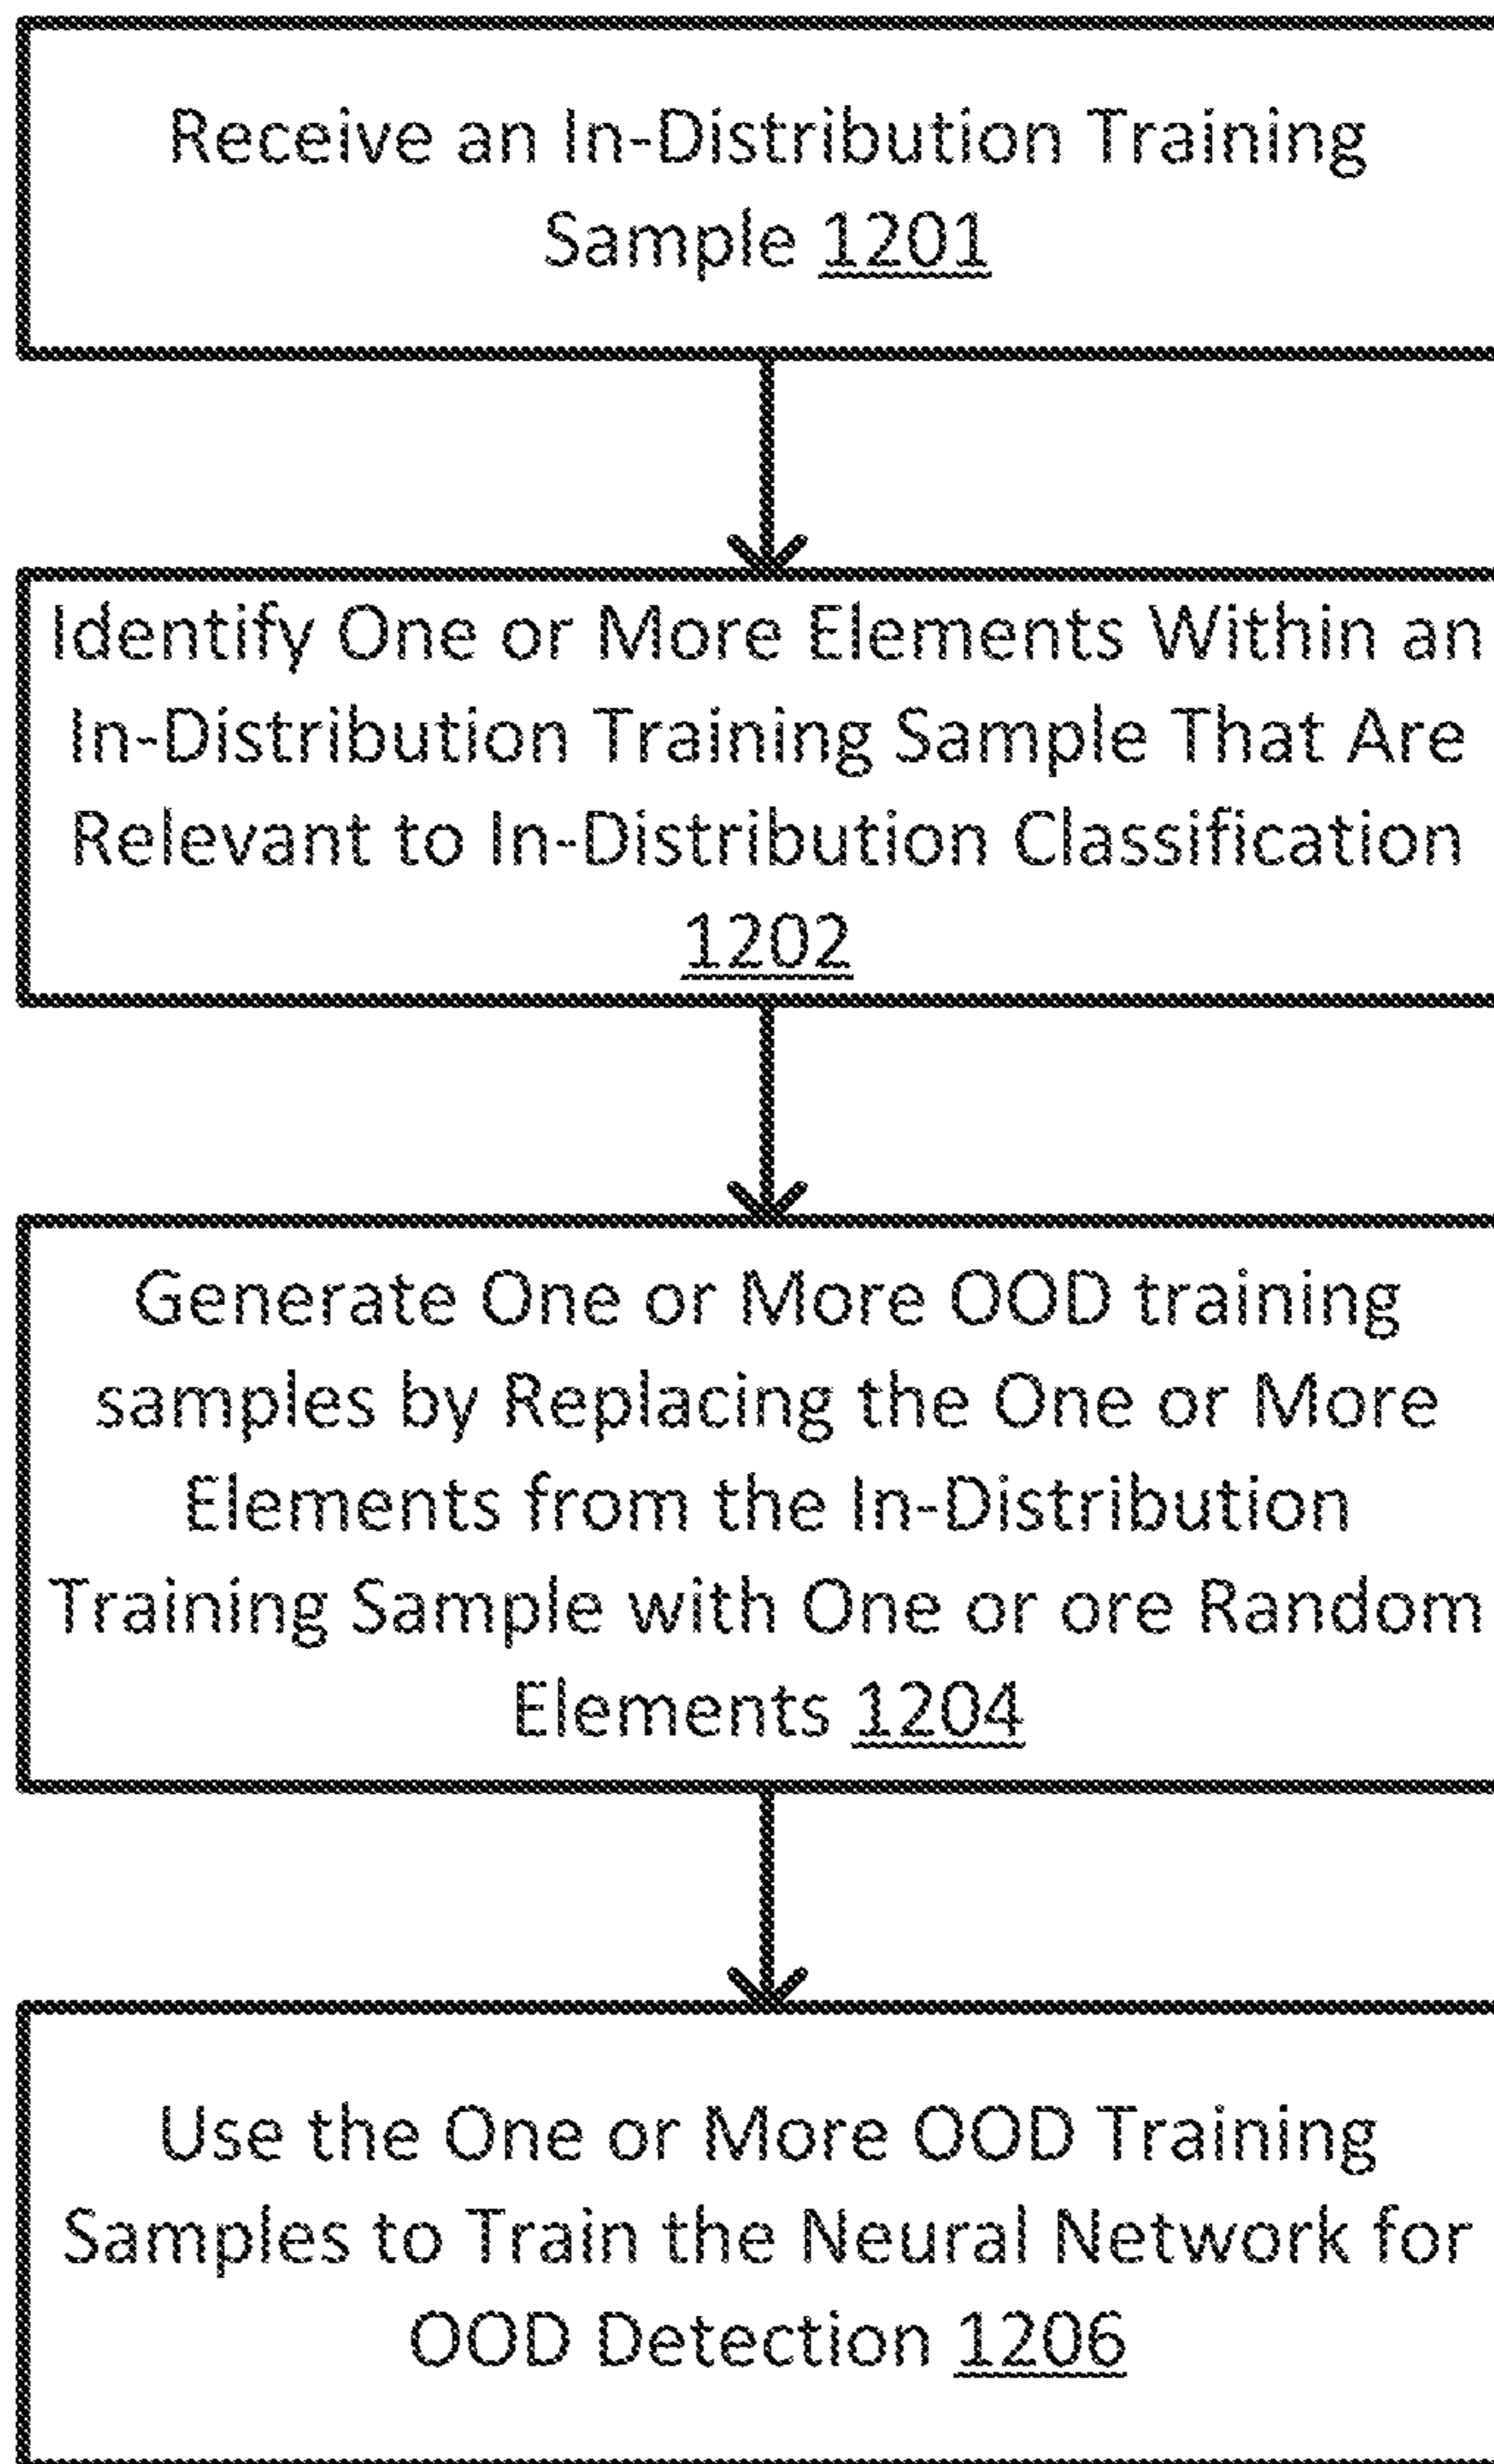 Receive an In-Distribution Training
Sample 1201
Identify One or More Elements Within an
In-Distribution Training Sample That Are
Relevant to In-Distribution Classification
1202
Generate One or More OOD training
samples by Replacing the One or More
Elements from the In-Distribution
Training Sample with One or ore Random
Elements 1204
Use the One or More OOD Training
Samples to Train the Neural Network for
OOD Detection 1206